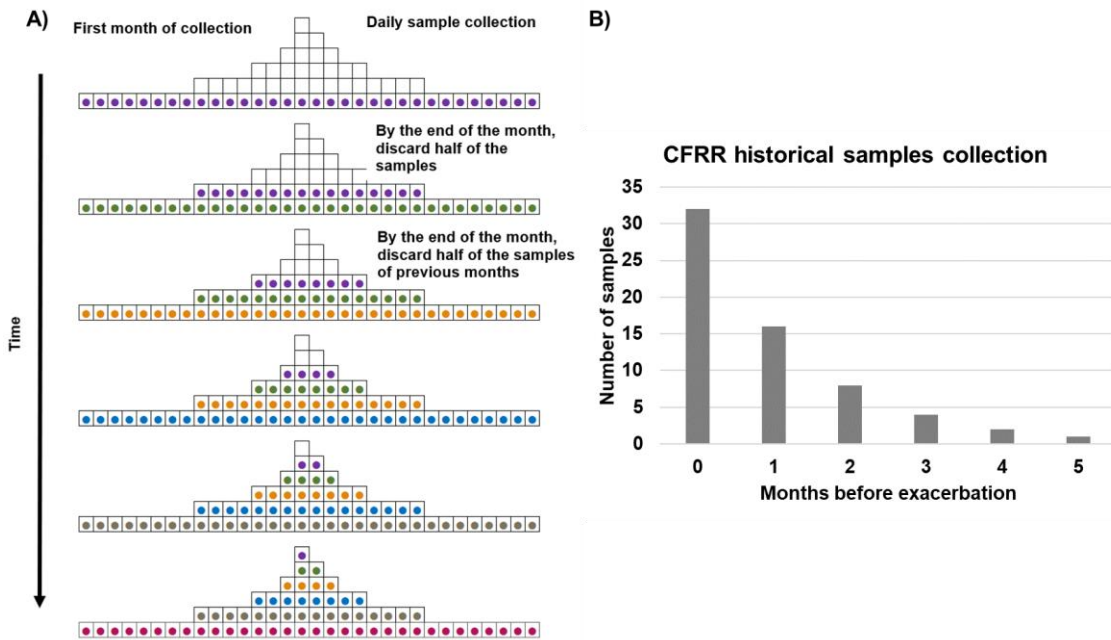 A)
First month of collection
Daily sample collection
By the end of the month,
discard half of the
samples
By the end of the month,
discard half of the samples
of previous months
Time
B)
CFRR historical samples collection
Number of samples
35
30
25
20
15
10
5
0
0 1 2 3 4 5
Months before exacerbation